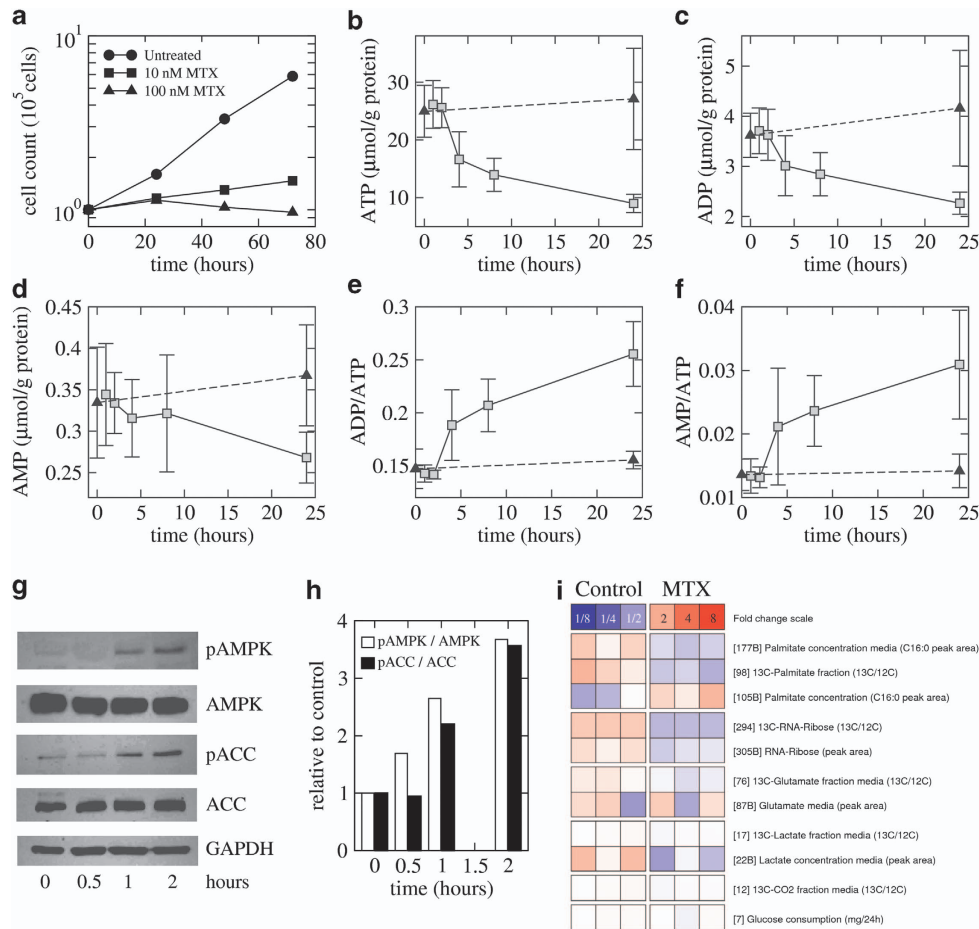 a
10¹
10⁰
cell count (10⁵ cells)
Untreated
10 nM MTX
100 nM MTX
0 20 40 60 80
time (hours)
b
30
20
10
ATP (μmol/g protein)
0 5 10 15 20 25
time (hours)
c
5
4
3
2
ADP (μmol/g protein)
0 5 10 15 20 25
time (hours)
d
0.45
0.4
0.35
0.3
0.25
AMP (μmol/g protein)
0 5 10 15 20 25
time (hours)
e
0.3
0.25
0.2
0.15
ADP/ATP
0 5 10 15 20 25
time (hours)
f
0.04
0.03
0.02
0.01
AMP/ATP
0 5 10 15 20 25
time (hours)
g
pAMPK
AMPK
pACC
ACC
GAPDH
0 0.5 1 2 hours
h
4
3
2
1
0
relative to control
pAMPK / AMPK
pACC / ACC
0 0.5 1 1.5 2
time (hours)
i
Control MTX
1/8 1/4 1/2 2 4 8 Fold change scale
[177B] Palmitate concentration media (C16:0 peak area)
[98] 13C-Palmitate fraction (13C/12C)
[105B] Palmitate concentration (C16:0 peak area)
[294] 13C-RNA-Ribose (13C/12C)
[305B] RNA-Ribose (peak area)
[76] 13C-Glutamate fraction media (13C/12C)
[87B] Glutamate media (peak area)
[17] 13C-Lactate fraction media (13C/12C)
[22B] Lactate concentration media (peak area)
[12] 13C-CO2 fraction media (13C/12C)
[7] Glucose consumption (mg/24h)